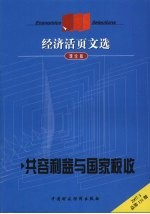 经济活页文选
理论版
共容利益与国家税收
中国财政经济出版社